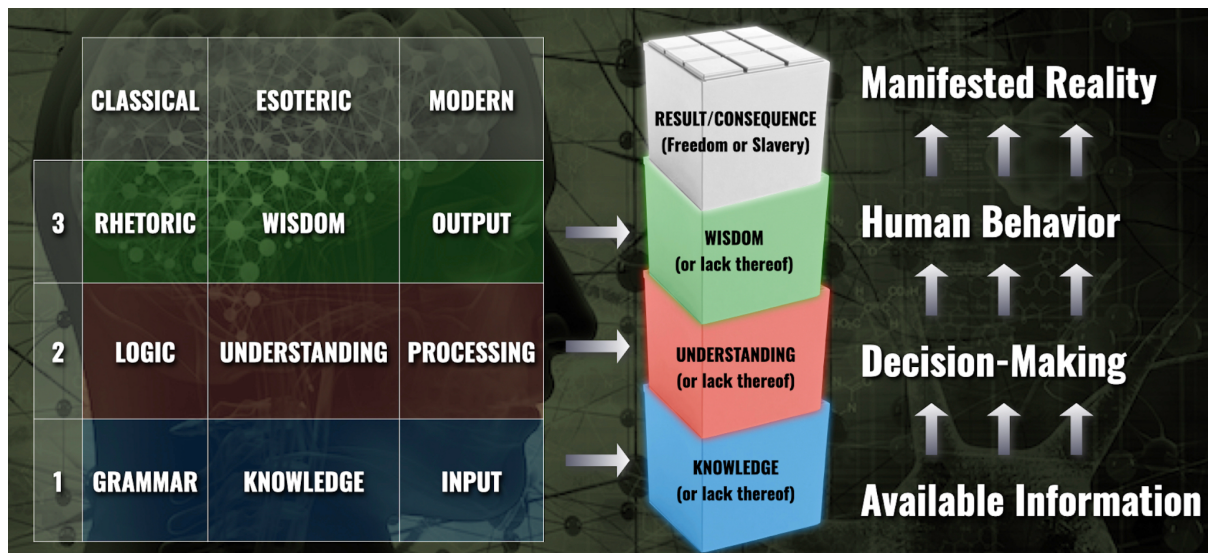 CLASSICAL ESOTERIC MODERN
3 RHETORIC WISDOM OUTPUT
2 LOGIC UNDERSTANDING PROCESSING
1 GRAMMAR KNOWLEDGE INPUT
RESULT/CONSEQUENCE
(Freedom or Slavery)
WISDOM
(or lack thereof)
UNDERSTANDING
(or lack thereof)
KNOWLEDGE
(or lack thereof)
Manifested Reality
Human Behavior
Decision-Making
Available Information